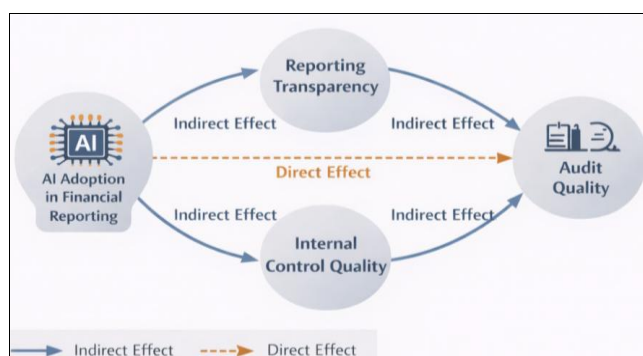 Reporting
Transparency
Indirect Effect
Indirect Effect
AI
AI Adoption
in Financial
Reporting
Direct Effect
Audit
Quality
Indirect Effect
Indirect Effect
Internal
Control Quality
Indirect Effect
Direct Effect